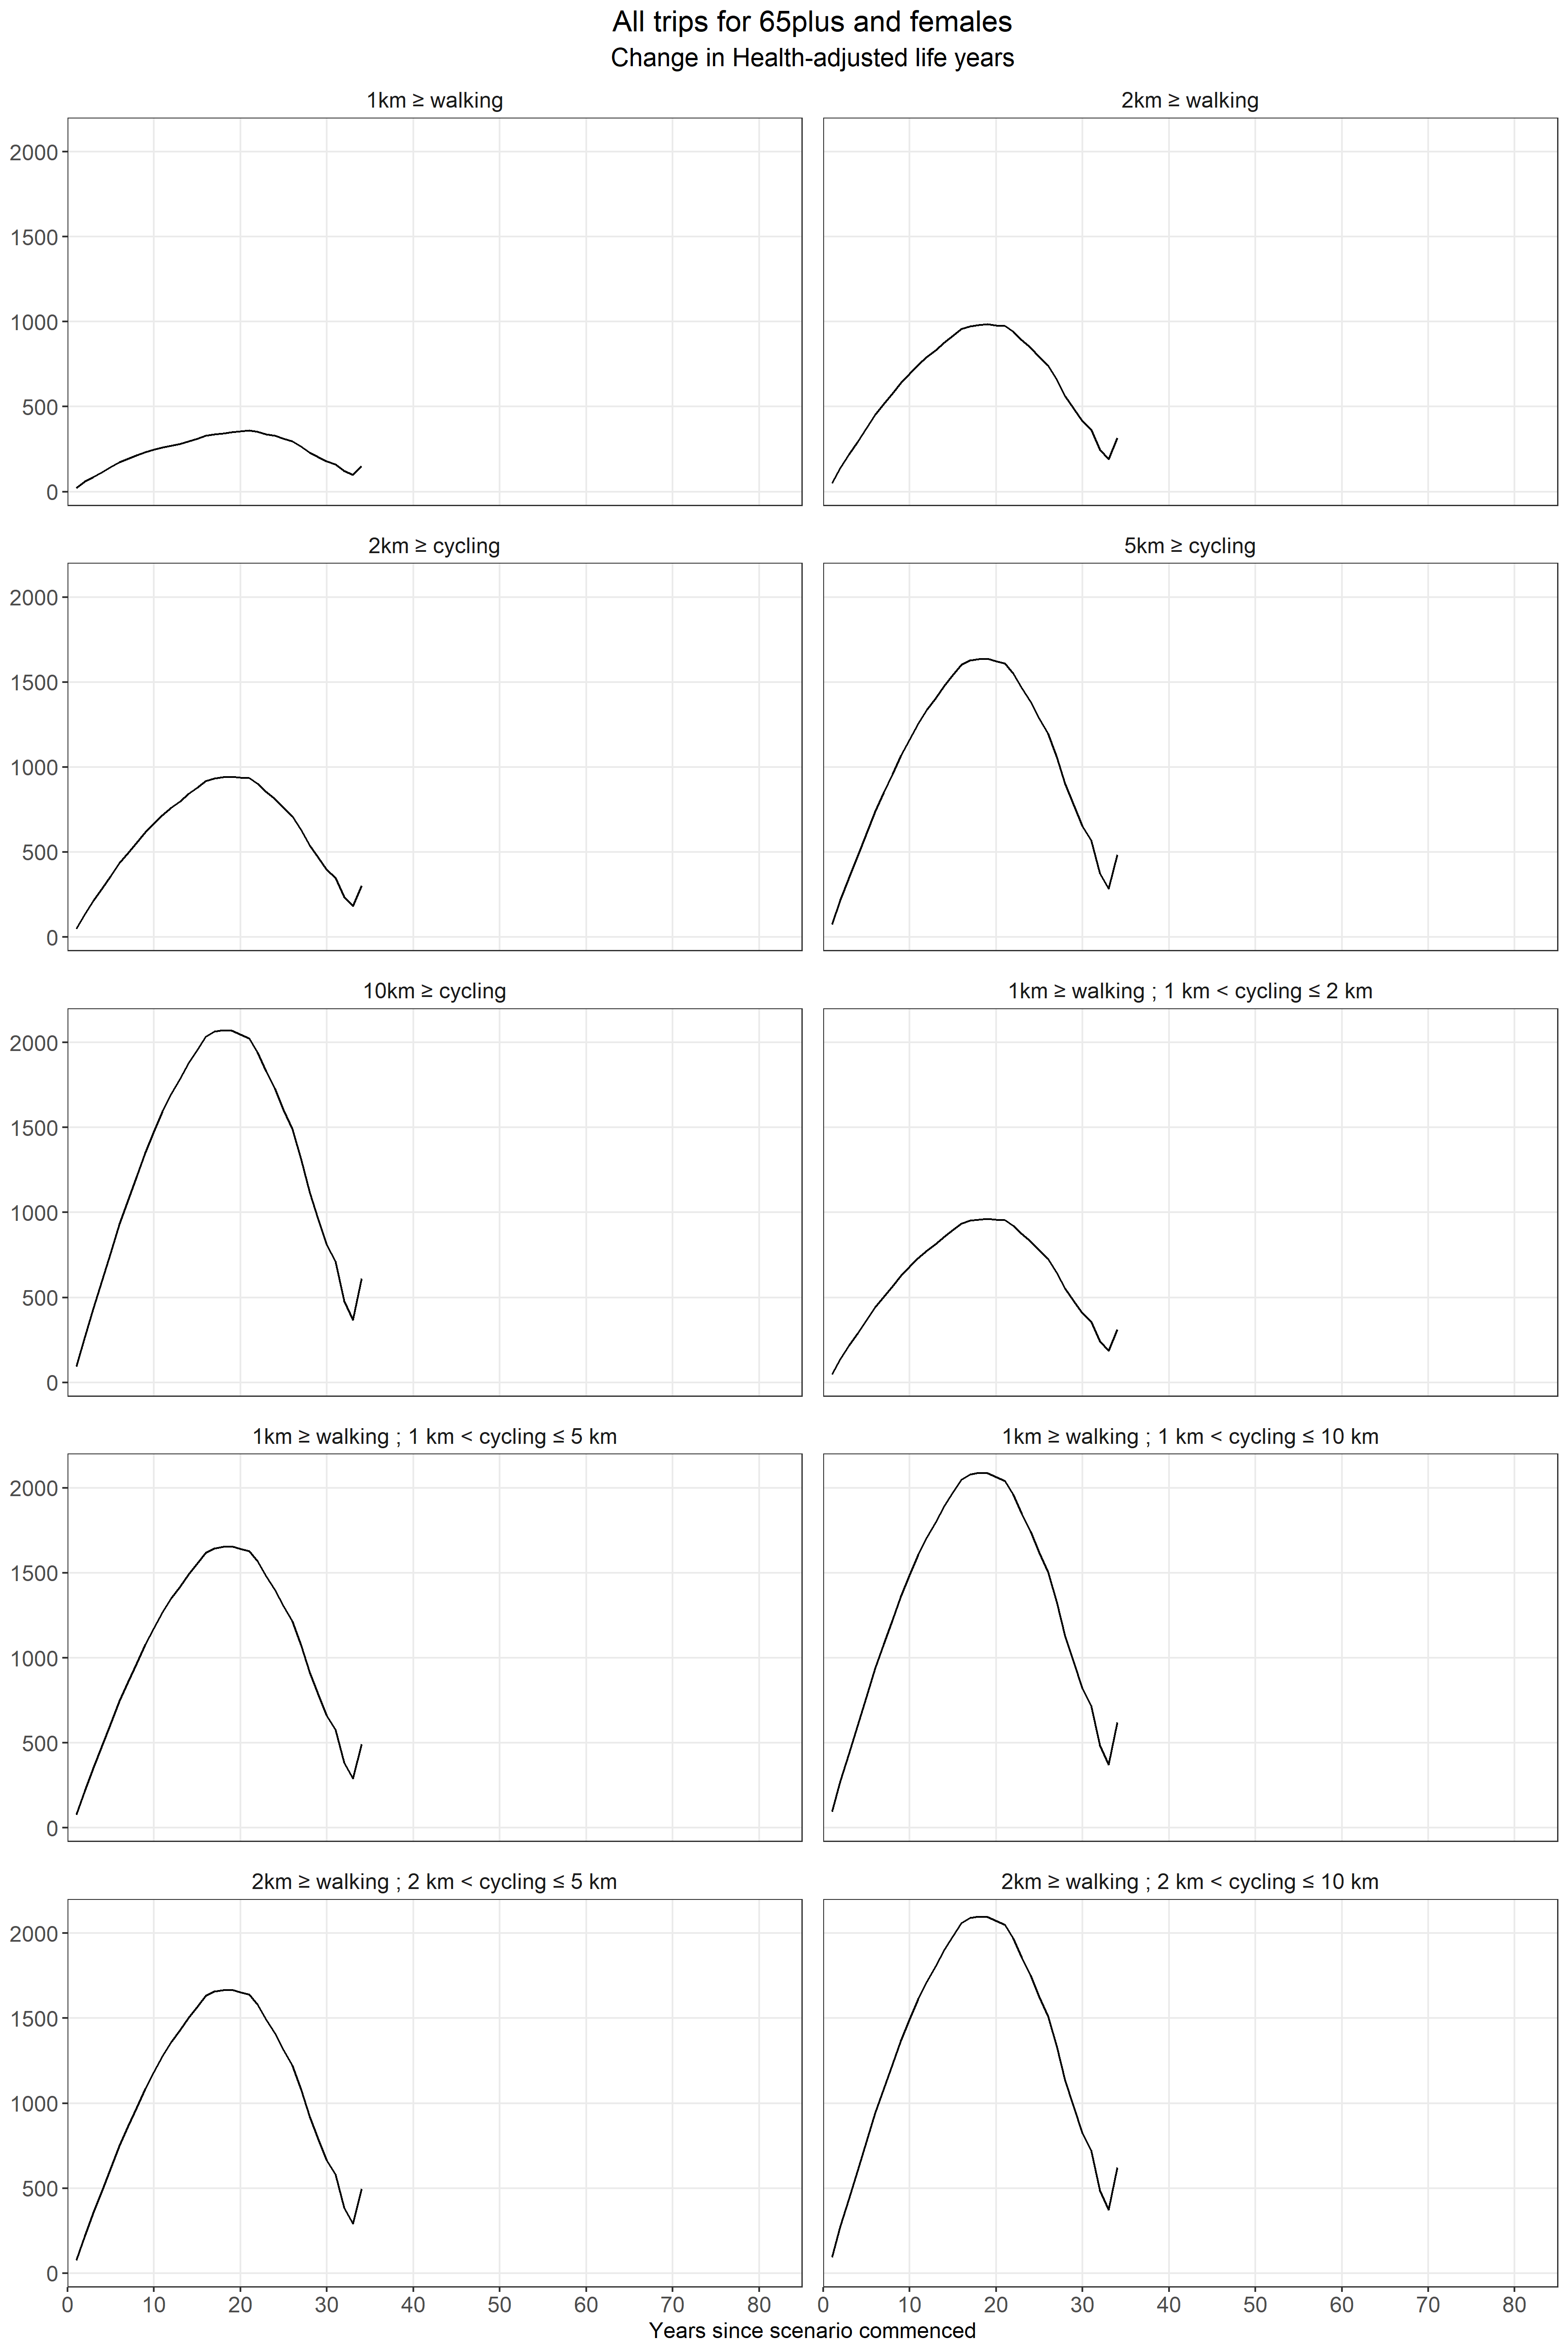 All trips for 65plus and females
Change in Health-adjusted life years
1km ≥ walking
2km ≥ walking
2000
1500
1000
500
0
2km ≥ cycling
5km ≥ cycling
2000
1500
1000
500
0
10km ≥ cycling
1km ≥ walking ; 1 km < cycling ≤ 2 km
2000
1500
1000
500
0
1km ≥ walking ; 1 km < cycling ≤ 5 km
1km ≥ walking ; 1 km < cycling ≤ 10 km
2000
1500
1000
500
0
2km ≥ walking ; 2 km < cycling ≤ 5 km
2km ≥ walking ; 2 km < cycling ≤ 10 km
2000
1500
1000
500
0
0 10 20 30 40 50 60 70 80
0 10 20 30 40 50 60 70 80
Years since scenario commenced